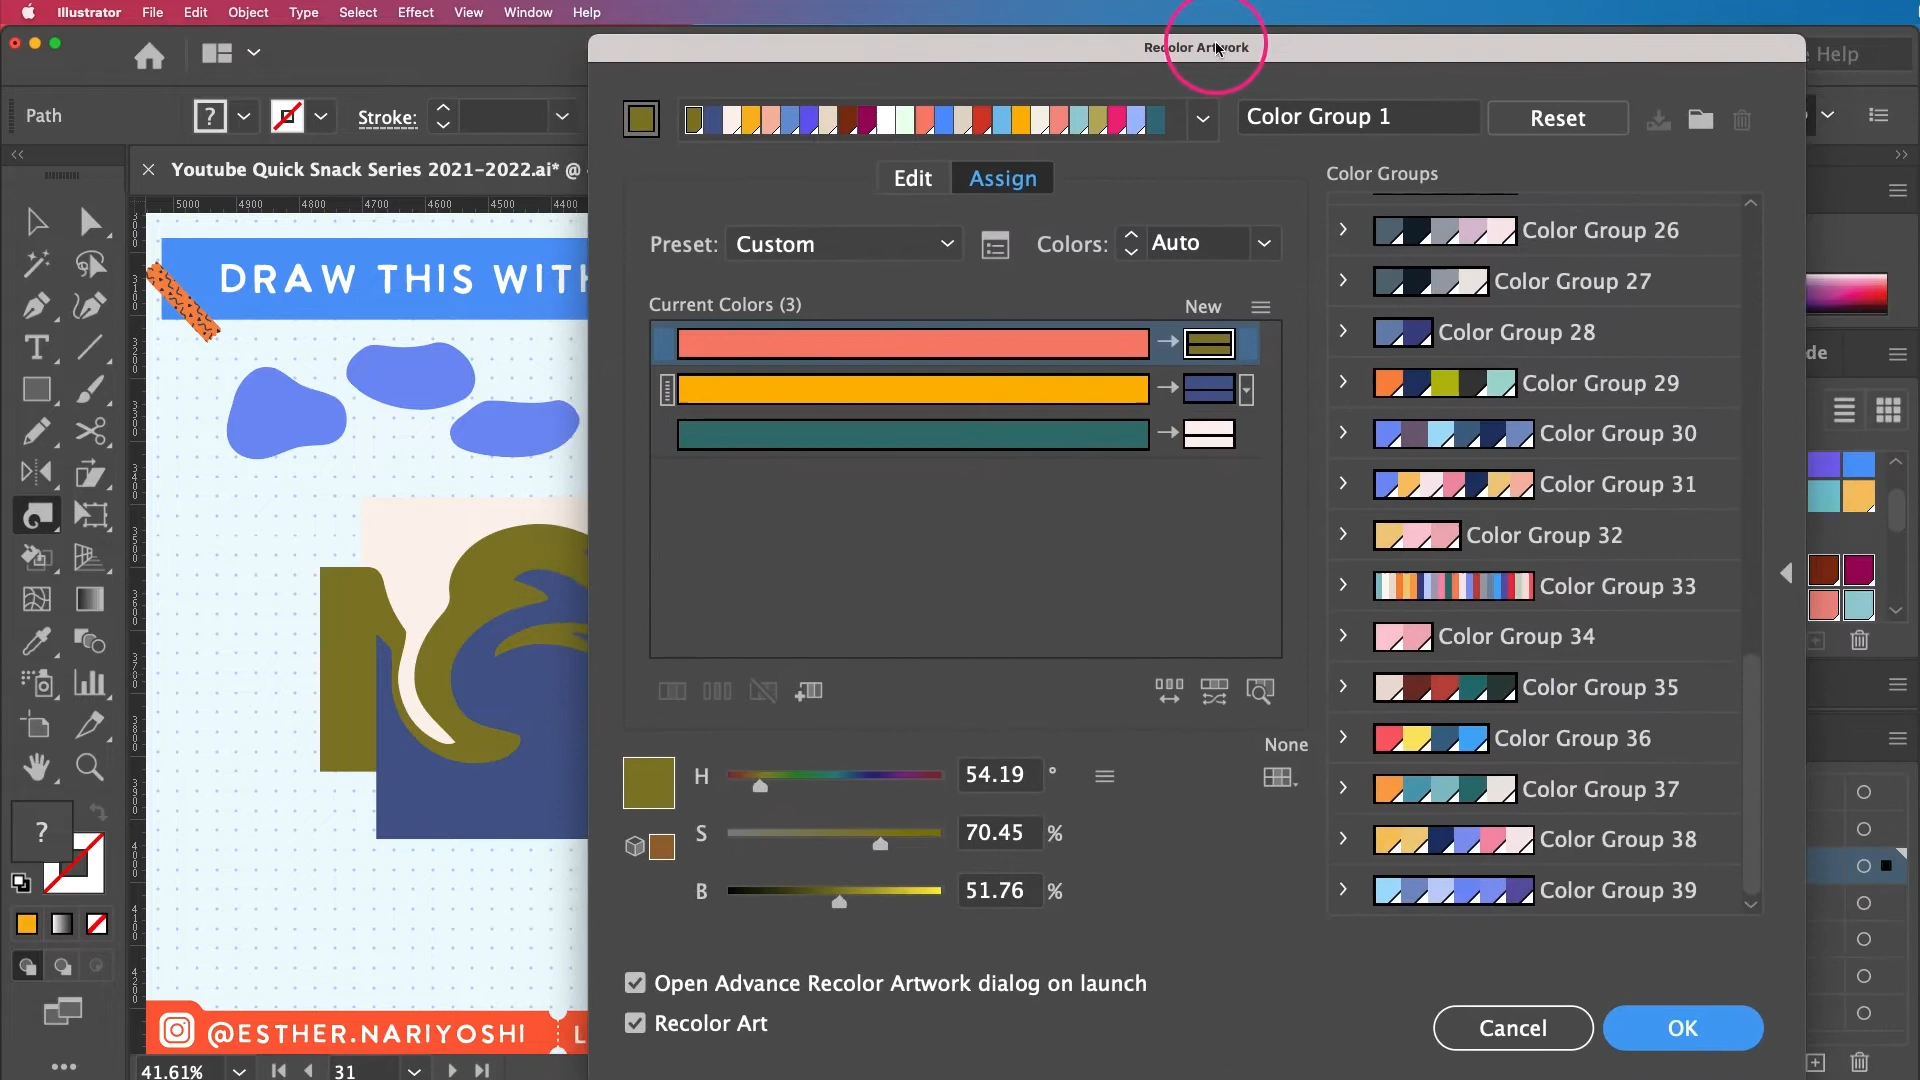 Illustrator File Edit Object Type Select Effect View Window Help
Recolor Artwork
Help
Path
?
Stroke:
Color Group 1
Reset
Youtube Quick Snack Series 2021-2022.ai* @
Edit
Assign
Color Groups
5000 4900 4800 4700 4600 4500 4400
Preset: Custom
Colors: Auto
Color Group 26
DRAW THIS WITH
Color Group 27
Current Colors (3)
New
Color Group 28
de
Color Group 29
Color Group 30
Color Group 31
Color Group 32
Color Group 33
Color Group 34
Color Group 35
Color Group 36
None
H 54.19 °
Color Group 37
S 70.45 %
?
Color Group 38
B 51.76 %
Color Group 39
Open Advance Recolor Artwork dialog on launch
Recolor Art
Cancel
OK
@ESTHER.NARIYOSHI
L
41.61%
31